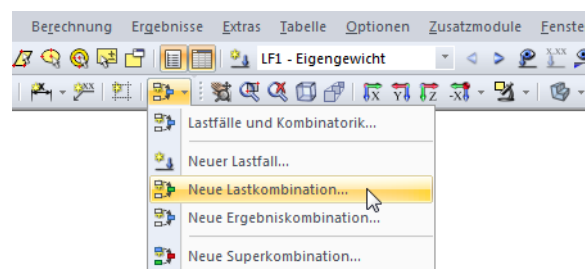 Berechnung Ergebnisse Extras Tabelle Optionen Zusatzmodule Fenste
LF1 - Eigengewicht
Lastfälle und Kombinatorik...
Neuer Lastfall...
Neue Lastkombination...
Neue Ergebniskombination...
Neue Superkombination...